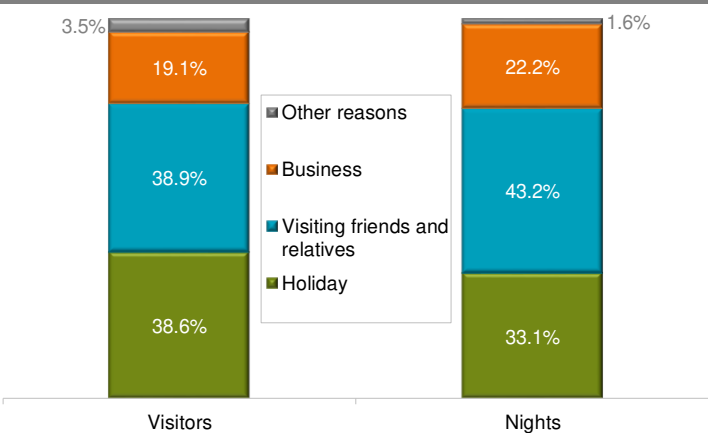 3.5%
1.6%
19.1%
22.2%
38.9%
43.2%
38.6%
33.1%
Other reasons
Business
Visiting friends and
relatives
Holiday
Visitors
Nights